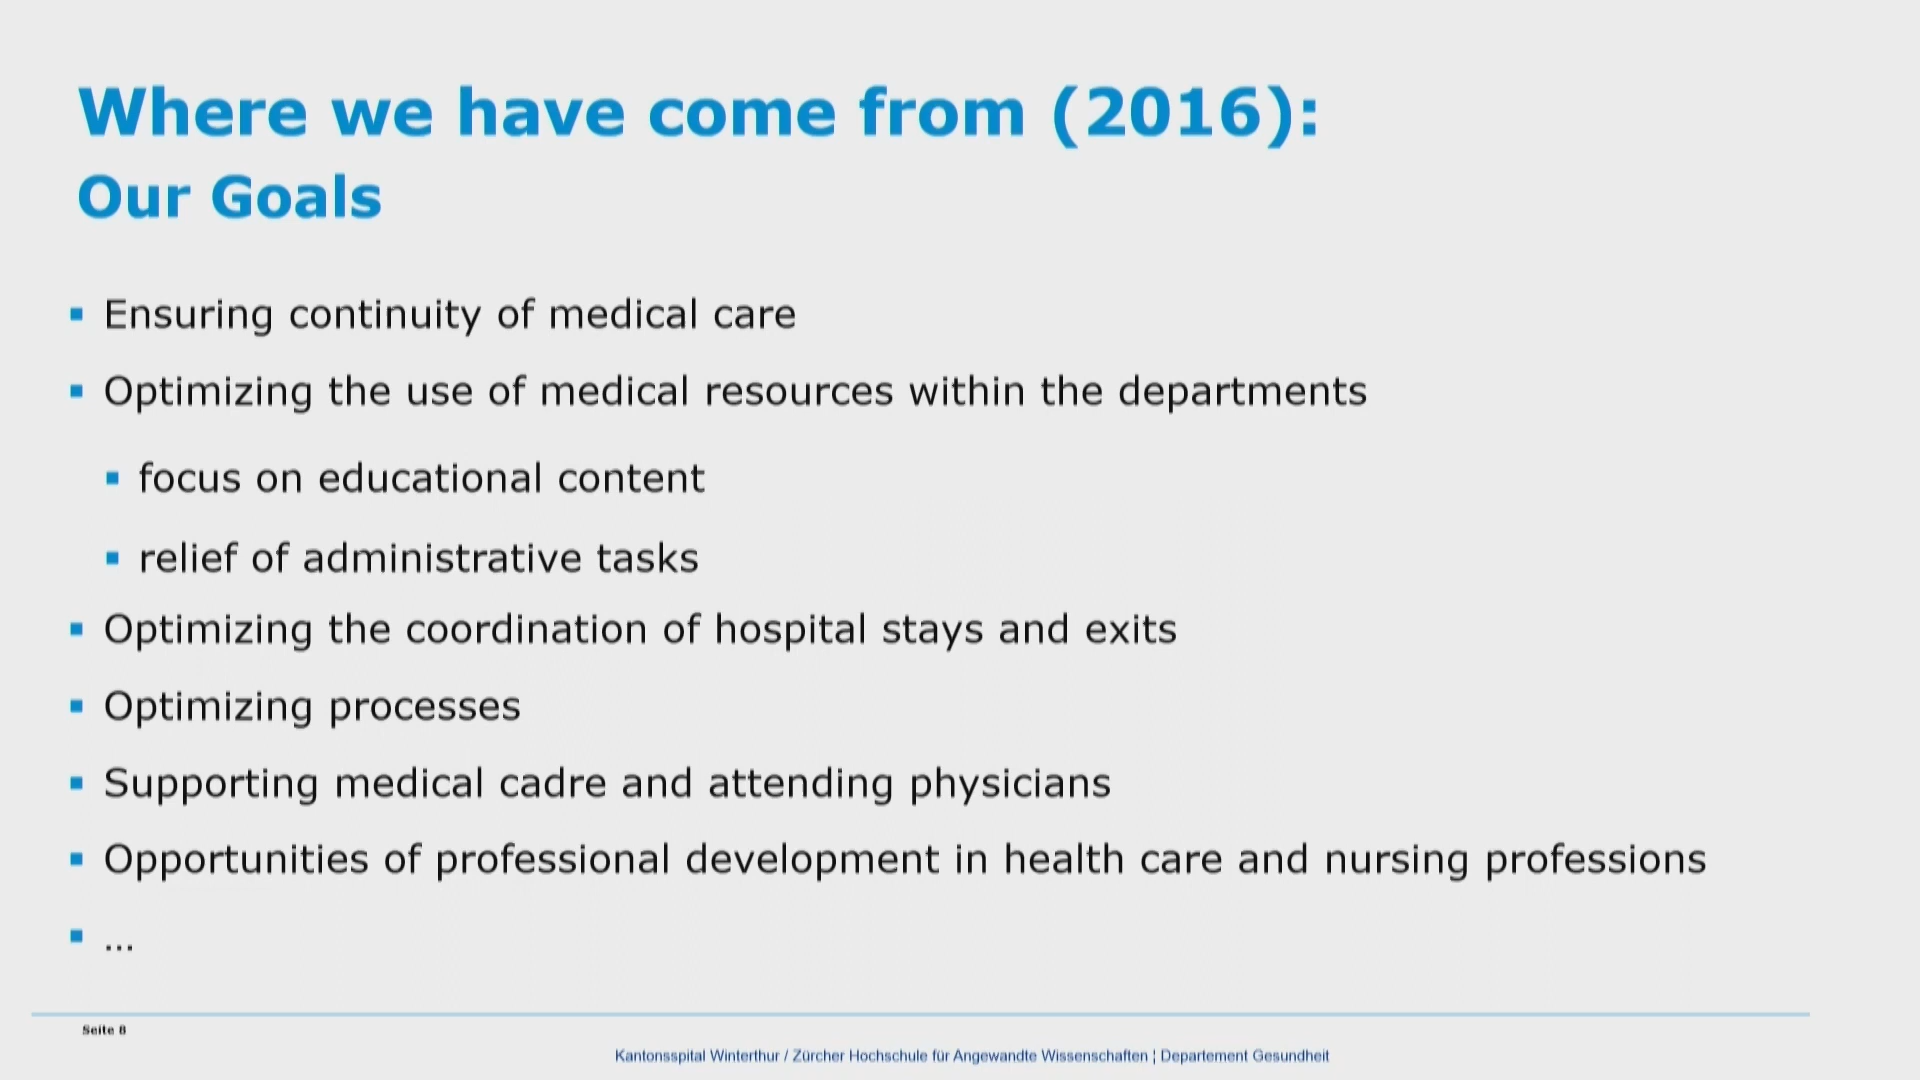 Where we have come from (2016):
Our Goals
▪ Ensuring continuity of medical care
▪ Optimizing the use of medical resources within the departments
▪ focus on educational content
▪ relief of administrative tasks
▪ Optimizing the coordination of hospital stays and exits
▪ Optimizing processes
▪ Supporting medical cadre and attending physicians
▪ Opportunities of professional development in health care and nursing professions
▪ ...
Seite 8
Kantonsspital Winterthur / Zürcher Hochschule für Angewandte Wissenschaften ¦ Departement Gesundheit